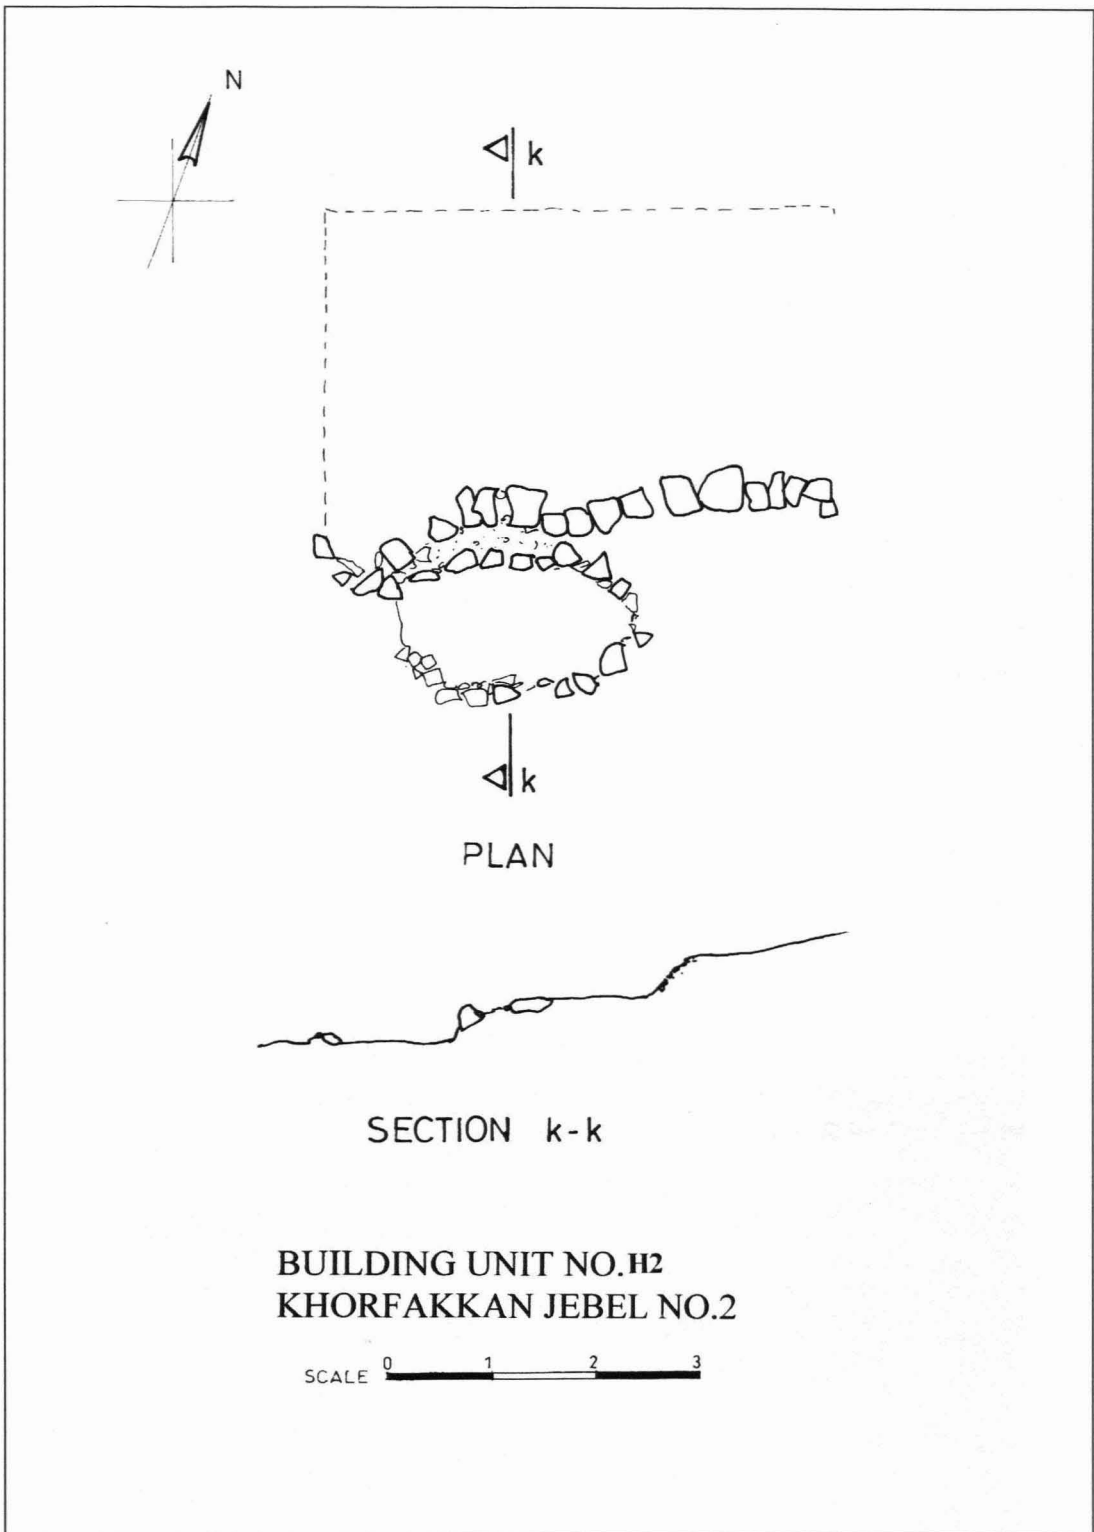 N
k
k
PLAN
SECTION k-k
BUILDING UNIT NO.H2
KHORFAKKAN JEBEL NO.2
SCALE 0 1 2 3